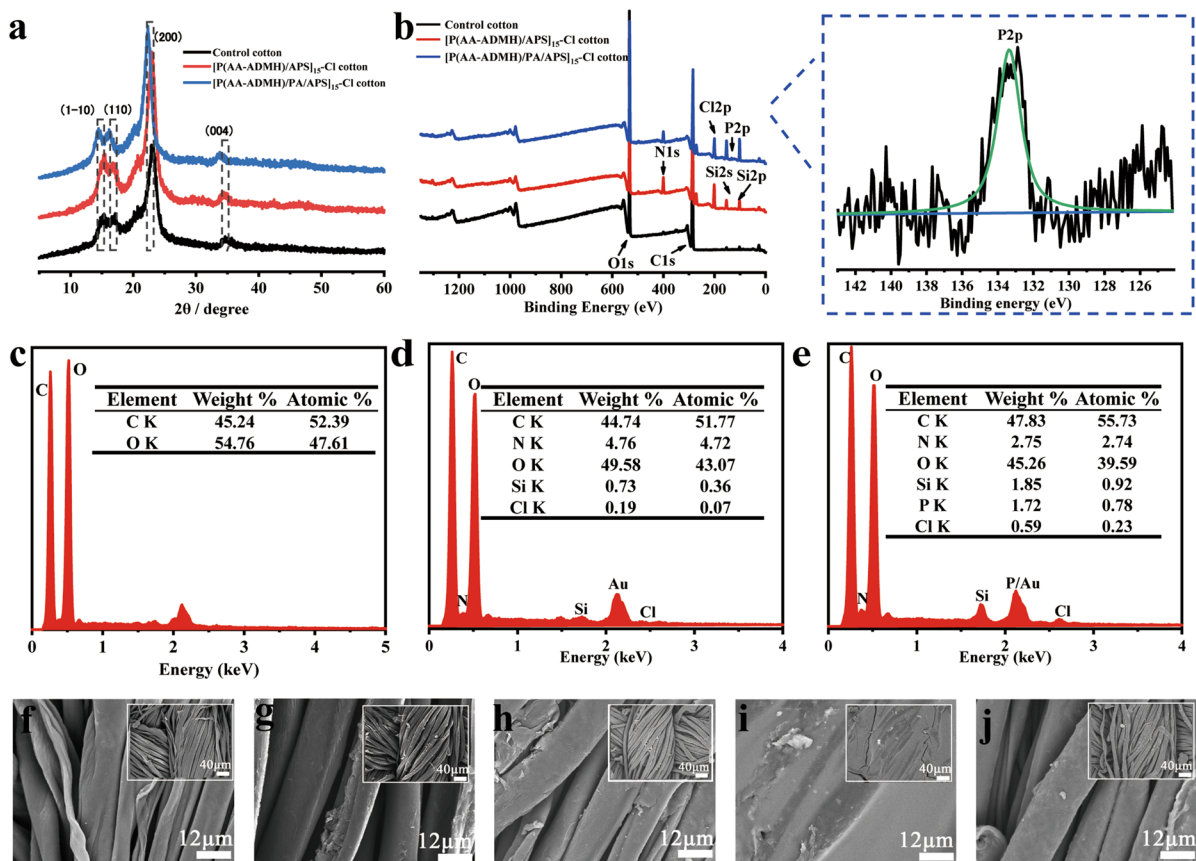 a
(200)
Control cotton
[P(AA-ADMH)/APS]15-Cl cotton
[P(AA-ADMH)/PA/APS]15-Cl cotton
(1-10)
(110)
(004)
10 20 30 40 50 60
2θ / degree
b
Control cotton
[P(AA-ADMH)/APS]15-Cl cotton
[P(AA-ADMH)/PA/APS]15-Cl cotton
Cl2p
P2p
N1s
Si2s
Si2p
O1s
C1s
1200 1000 800 600 400 200 0
Binding Energy (eV)
P2p
142 140 138 136 134 132 130 128 126
Binding energy (eV)
c
C
O
Element Weight % Atomic %
C K 45.24 52.39
O K 54.76 47.61
0 1 2 3 4 5
Energy (keV)
d
C
O
Element Weight % Atomic %
C K 44.74 51.77
N K 4.76 4.72
O K 49.58 43.07
Si K 0.73 0.36
Cl K 0.19 0.07
N
Si
Au
Cl
0 1 2 3 4
Energy (keV)
e
C
O
Element Weight % Atomic %
C K 47.83 55.73
N K 2.75 2.74
O K 45.26 39.59
Si K 1.85 0.92
P K 1.72 0.78
Cl K 0.59 0.23
N
Si
P/Au
Cl
0 1 2 3 4
Energy (keV)
f
40μm
12μm
g
40μm
12μm
h
40μm
12μm
i
40μm
12μm
j
40μm
12μm